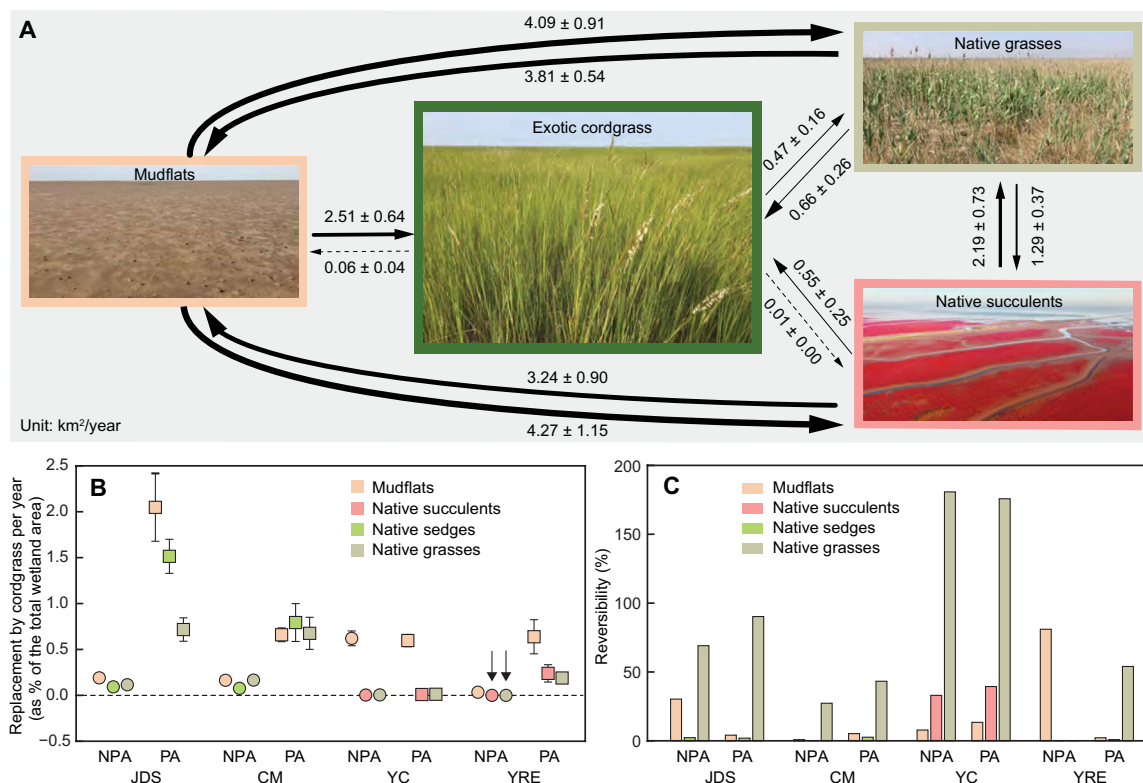 A
4.09 ± 0.91
3.81 ± 0.54
Native grasses
Exotic cordgrass
Mudflats
0.47 ± 0.16
0.66 ± 0.26
2.51 ± 0.64
0.06 ± 0.04
2.19 ± 0.73
1.29 ± 0.37
0.55 ± 0.25
0.01 ± 0.00
Native succulents
3.24 ± 0.90
4.27 ± 1.15
Unit: km²/year
B
Replacement by cordgrass per year
(as % of the total wetland area)
2.5
2.0
1.5
1.0
0.5
0.0
−0.5
Mudflats
Native succulents
Native sedges
Native grasses
NPA PA NPA PA NPA PA NPA PA
JDS CM YC YRE
C
Reversibility (%)
200
150
100
50
0
Mudflats
Native succulents
Native sedges
Native grasses
NPA PA NPA PA NPA PA NPA PA
JDS CM YC YRE